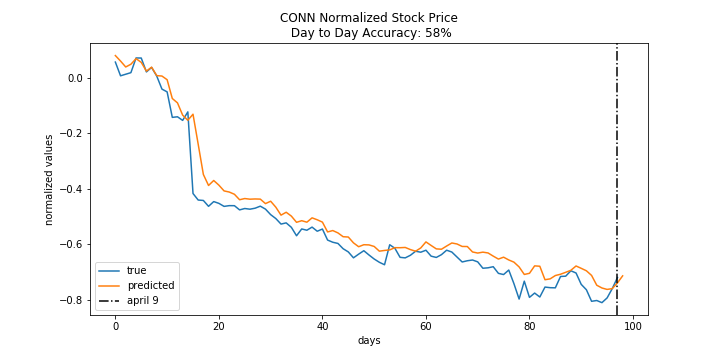 CONN Normalized Stock Price
Day to Day Accuracy: 58%
normalized values
0.0
−0.2
−0.4
−0.6
−0.8
true
predicted
april 9
0
20
40
60
80
100
days